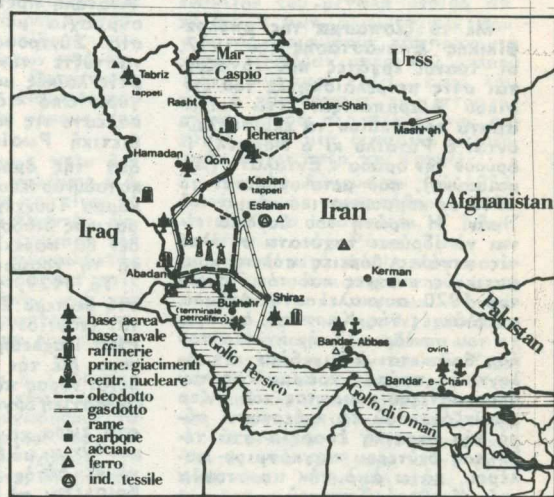 Mar
Caspio
Urss
Tabriz
tappeti
Rasht
Bandar-Shah
Teheran
Mashhah
Hamadan
Qom
Kashan
tappeti
Esfahan
Iran
Afghanistan
Iraq
Abadan
Kerman
Shiraz
Bushehr
(terminale
petrolifero)
Pakistan
Bandar-Abbas
ovini
Bandar-e-Chan
Golfo Persico
Golfo di Oman
base aerea
base navale
raffinerie
princ. giacimenti
centr. nucleare
oleodotto
gasdotto
rame
carbone
acciaio
ferro
ind. tessile